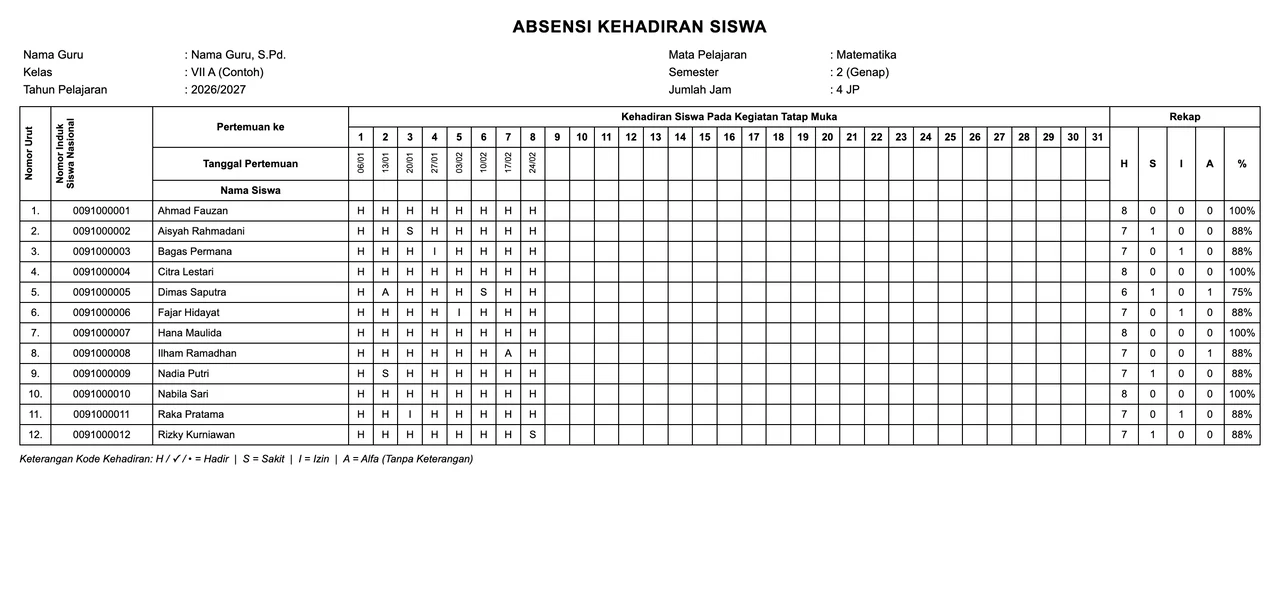 ABSENSI KEHADIRAN SISWA
Nama Guru : Nama Guru, S.Pd. Mata Pelajaran : Matematika
Kelas : VII A (Contoh) Semester : 2 (Genap)
Tahun Pelajaran : 2026/2027 Jumlah Jam : 4 JP
Nomor Urut Nomor Induk Siswa Nasional Pertemuan ke Kehadiran Siswa Pada Kegiatan Tatap Muka Rekap
1 2 3 4 5 6 7 8 9 10 11 12 13 14 15 16 17 18 19 20 21 22 23 24 25 26 27 28 29 30 31
Tanggal Pertemuan 06/01 13/01 20/01 27/01 03/02 10/02 17/02 24/02 H S I A %
Nama Siswa
1. 0091000001 Ahmad Fauzan H H H H H H H H 8 0 0 0 100%
2. 0091000002 Aisyah Rahmadani H H S H H H H H 7 1 0 0 88%
3. 0091000003 Bagas Permana H H H I H H H H 7 0 1 0 88%
4. 0091000004 Citra Lestari H H H H H H H H 8 0 0 0 100%
5. 0091000005 Dimas Saputra H A H H H S H H 6 1 0 1 75%
6. 0091000006 Fajar Hidayat H H H H I H H H 7 0 1 0 88%
7. 0091000007 Hana Maulida H H H H H H H H 8 0 0 0 100%
8. 0091000008 Ilham Ramadhan H H H H H H A H 7 0 0 1 88%
9. 0091000009 Nadia Putri H S H H H H H H 7 1 0 0 88%
10. 0091000010 Nabila Sari H H H H H H H H 8 0 0 0 100%
11. 0091000011 Raka Pratama H H I H H H H H 7 0 1 0 88%
12. 0091000012 Rizky Kurniawan H H H H H H H S 7 1 0 0 88%
Keterangan Kode Kehadiran: H / ✓ / • = Hadir | S = Sakit | I = Izin | A = Alfa (Tanpa Keterangan)